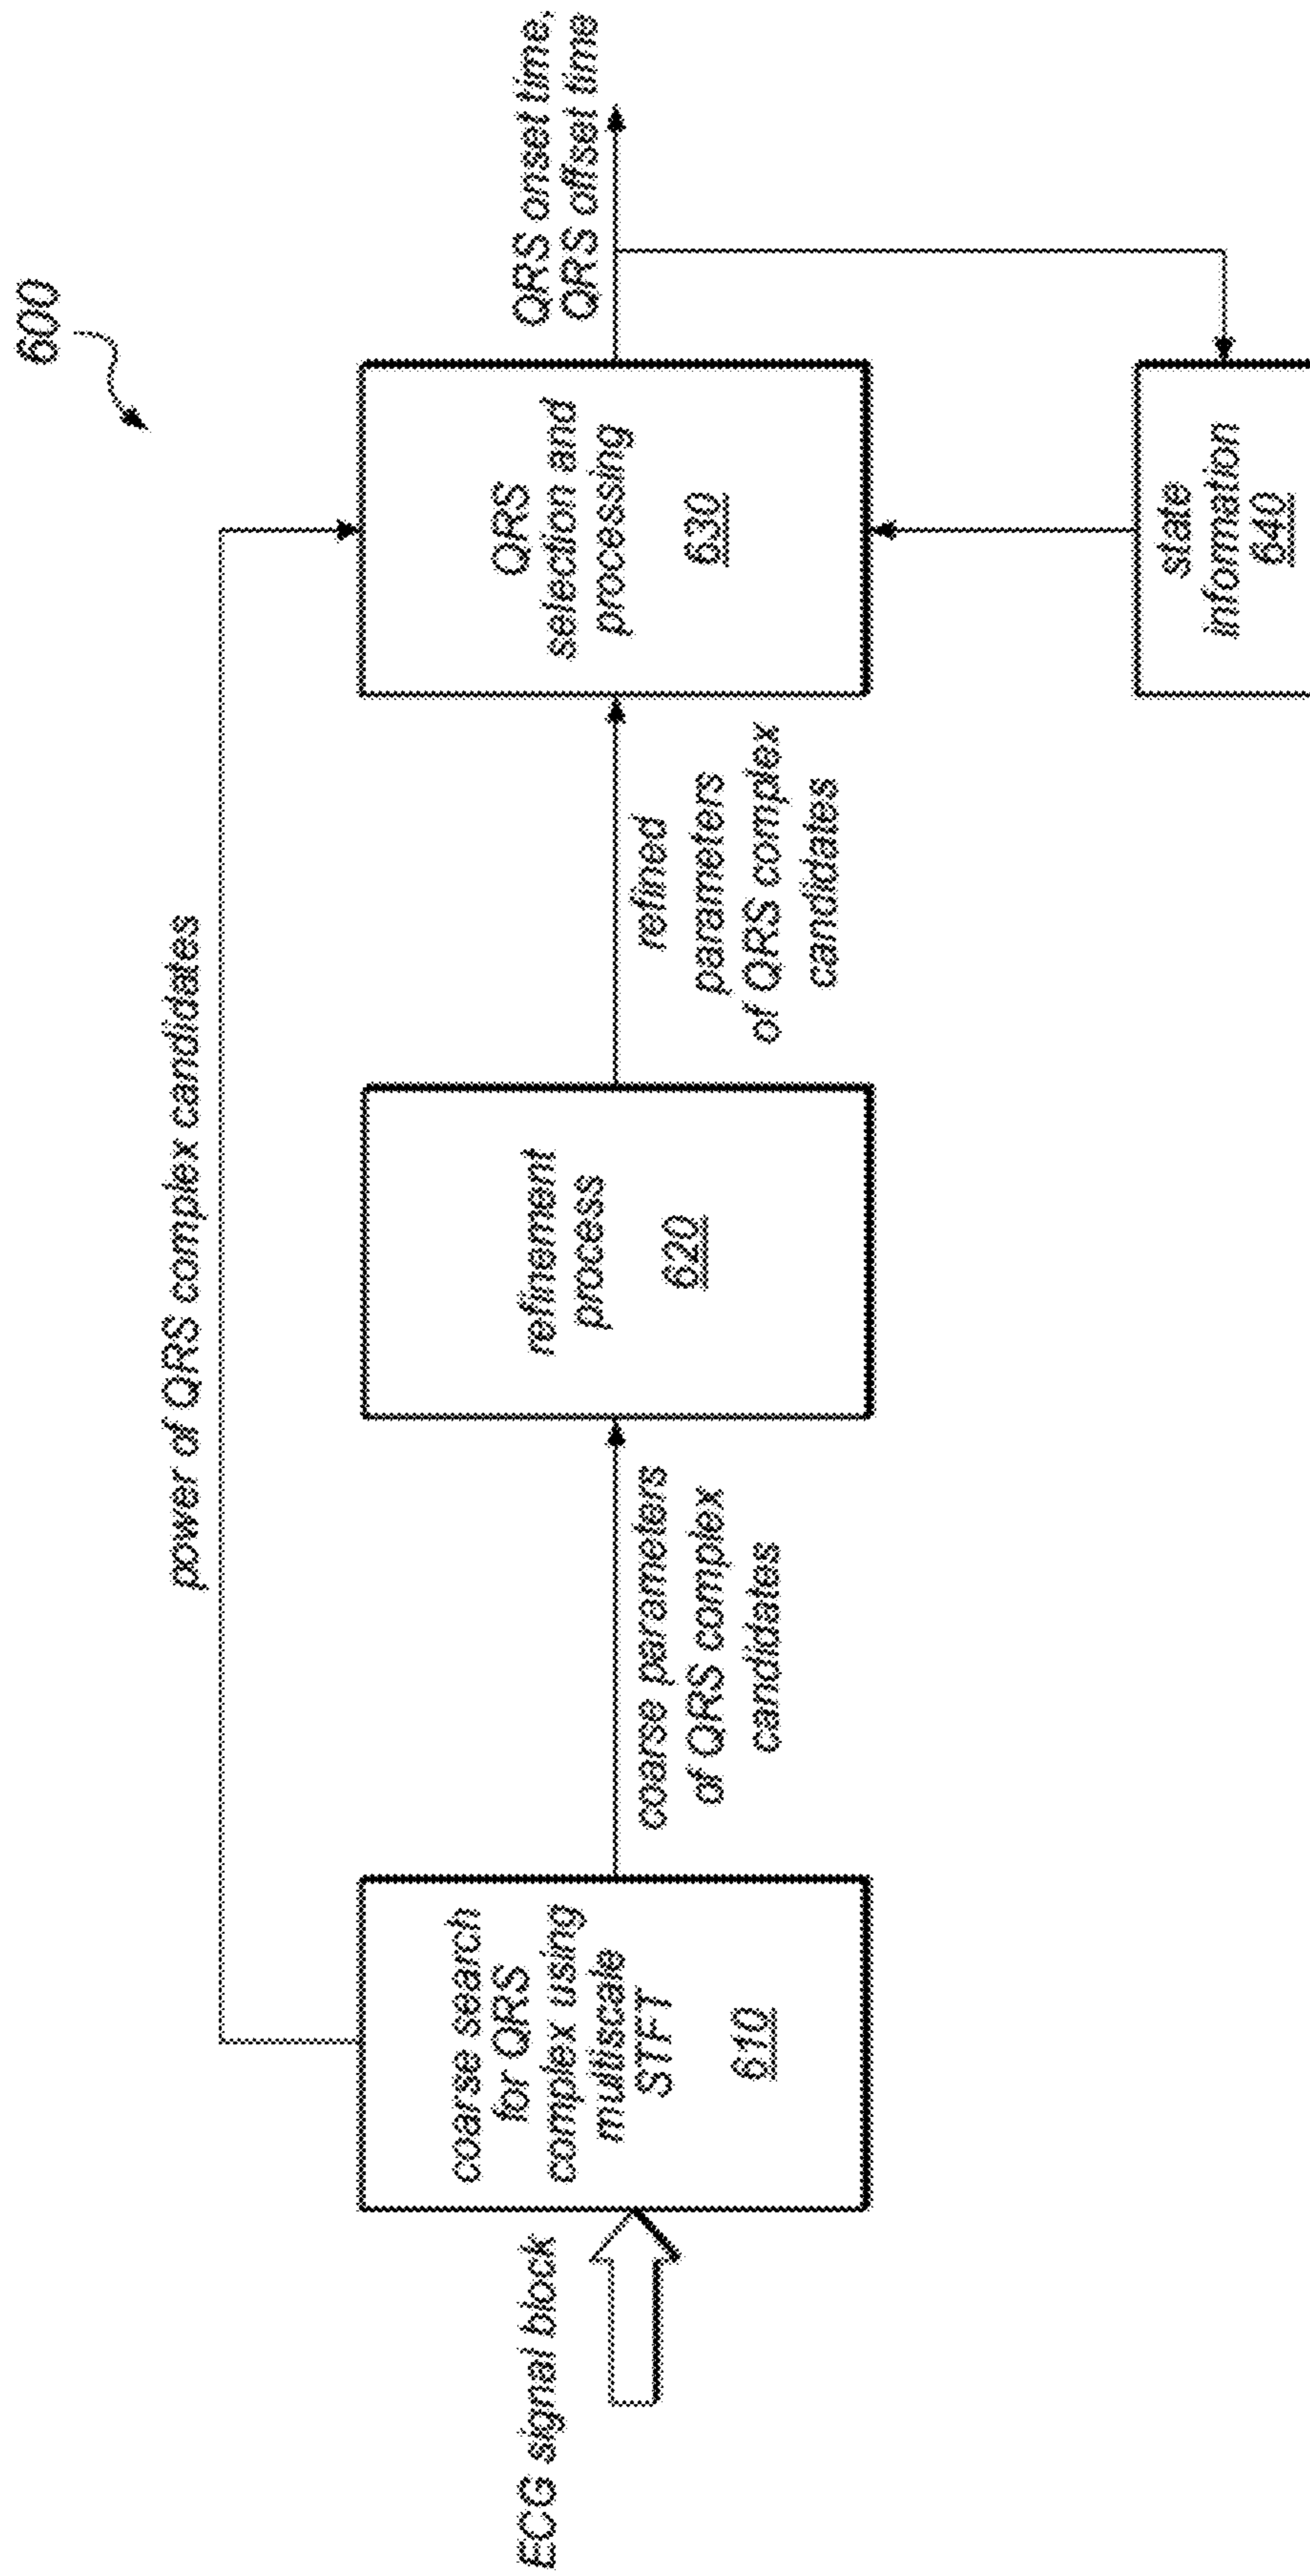 600
power of QRS complex candidates
ECG signal block
coarse search
for QRS
complex using
multiscale
STFT
610
coarse parameters
of QRS complex
candidates
refinement
process
620
refined
parameters
of QRS complex
candidates
QRS
selection and
processing
630
QRS onset time,
QRS offset time
state
information
640